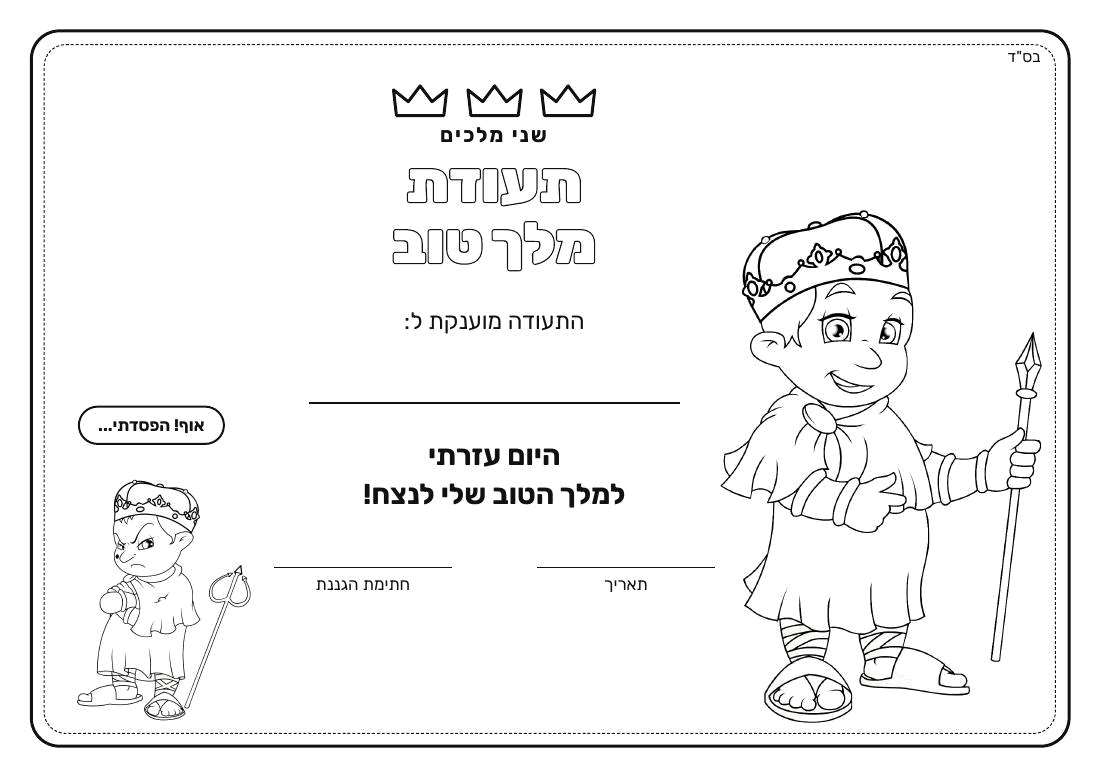 בס"ד
שני מלכים
תעודת
מלך טוב
התעודה מוענקת ל:
היום עזרתי
למלך הטוב שלי לנצח!
אוף! הפסדתי...
תאריך
חתימת הגננת